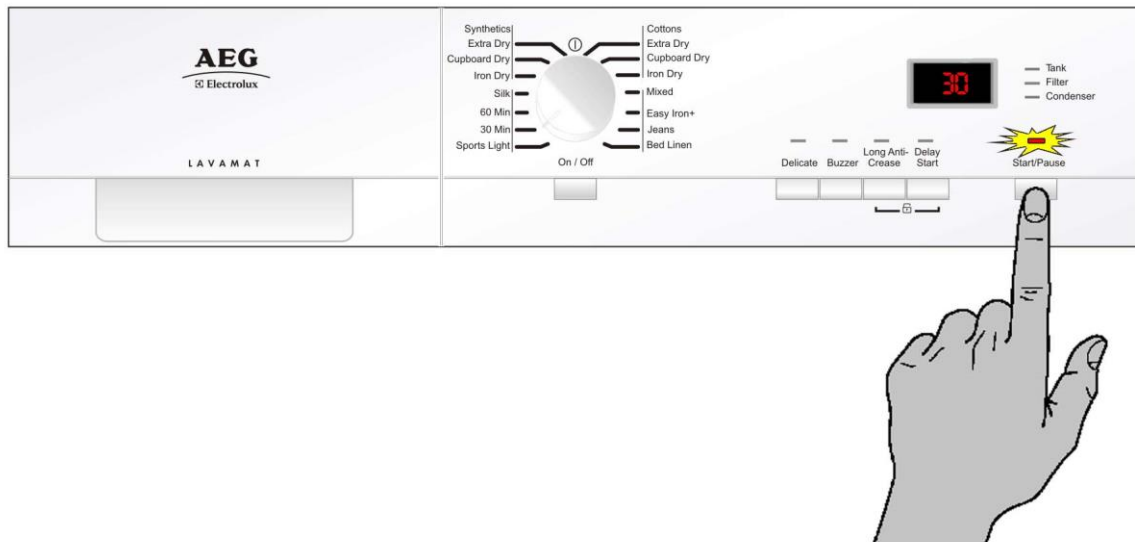 AEG
Electrolux
LAVAMAT
Synthetics
Extra Dry
Cupboard Dry
Iron Dry
Silk
60 Min
30 Min
Sports Light
Cottons
Extra Dry
Cupboard Dry
Iron Dry
Mixed
Easy Iron+
Jeans
Bed Linen
On / Off
30
Tank
Filter
Condenser
Delicate
Buzzer
Long Anti-
Crease
Delay
Start
Start/Pause